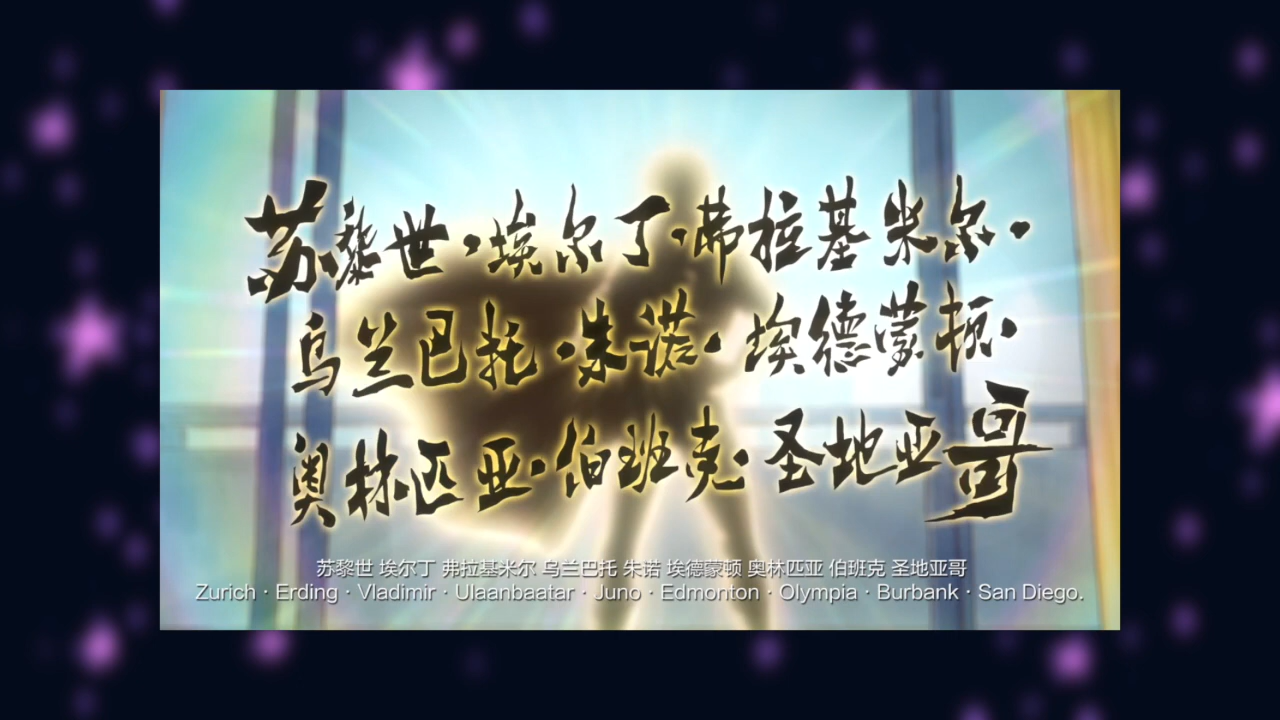 苏黎世·埃尔丁·弗拉基米尔·
乌兰巴托·朱诺·埃德蒙顿·
奥林匹亚·伯班克·圣地亚哥
苏黎世 埃尔丁 弗拉基米尔 乌兰巴托 朱诺 埃德蒙顿 奥林匹亚 伯班克 圣地亚哥
Zurich · Erding · Vladimir · Ulaanbaatar · Juno · Edmonton · Olympia · Burbank · San Diego.